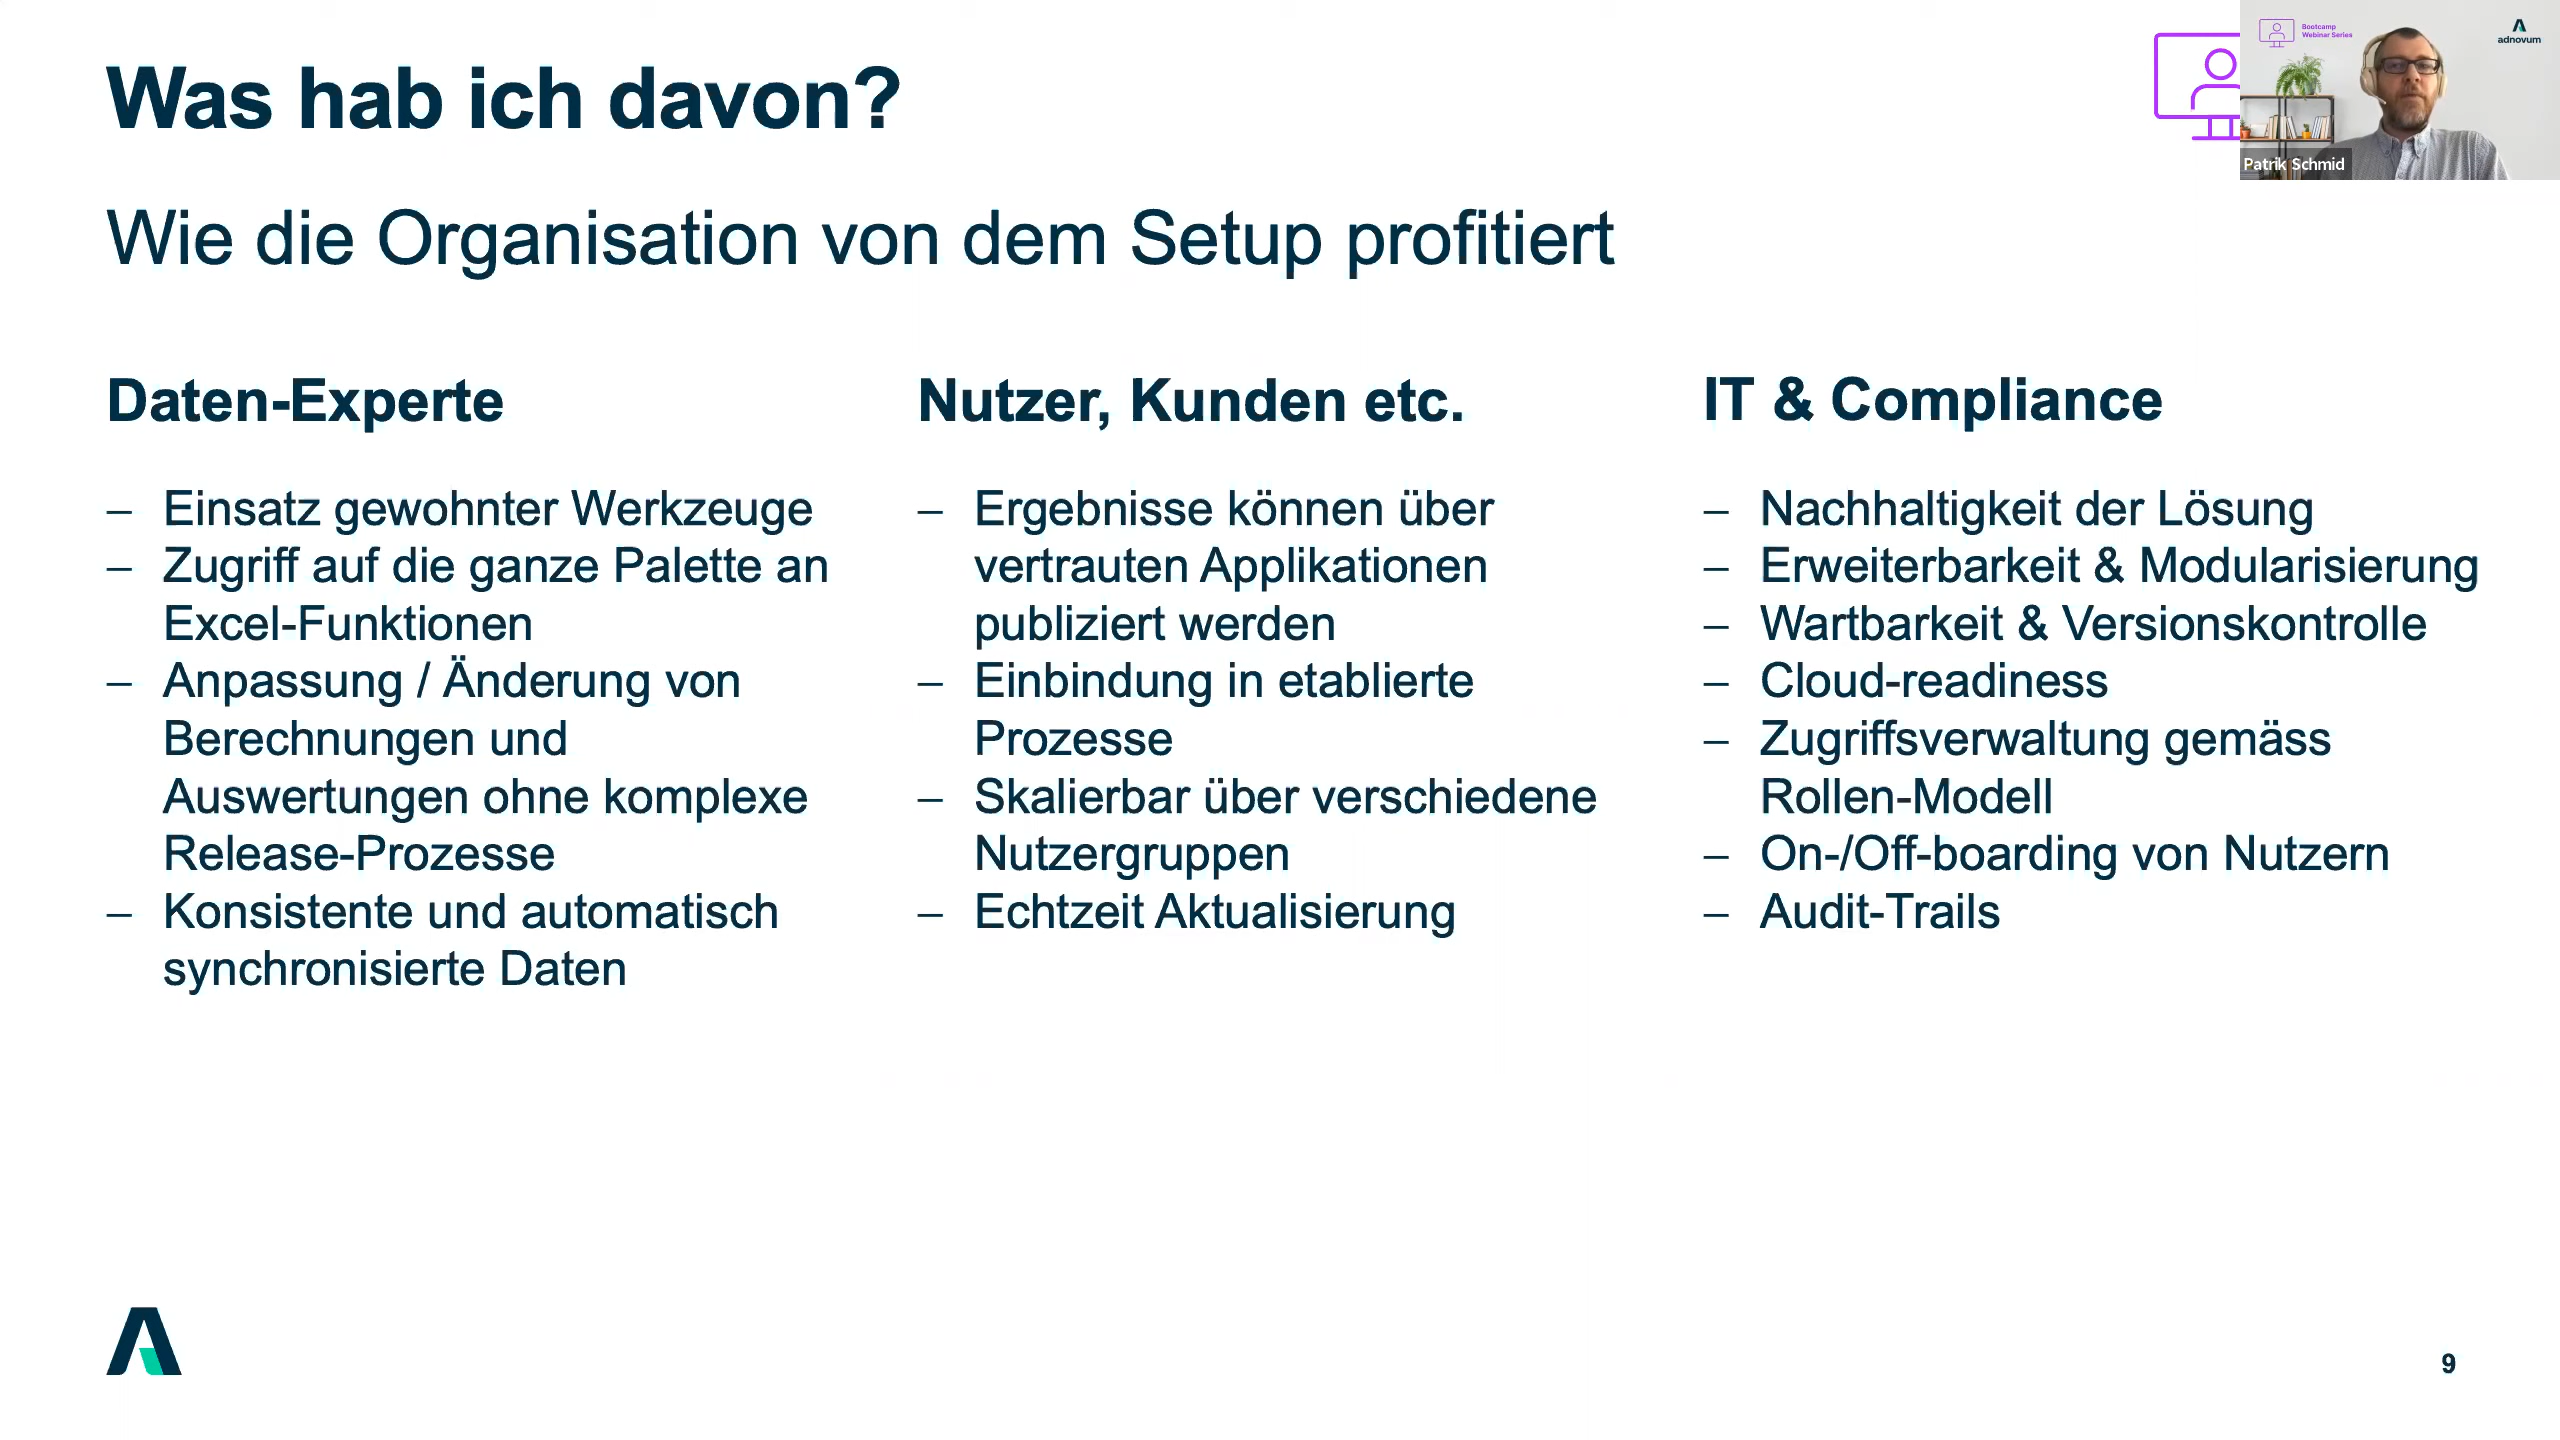 Was hab ich davon?
Bootcamp
Webinar Series
adnovum
Patrik Schmid
Wie die Organisation von dem Setup profitiert
Daten-Experte
– Einsatz gewohnter Werkzeuge
– Zugriff auf die ganze Palette an
Excel-Funktionen
– Anpassung / Änderung von
Berechnungen und
Auswertungen ohne komplexe
Release-Prozesse
– Konsistente und automatisch
synchronisierte Daten
Nutzer, Kunden etc.
– Ergebnisse können über
vertrauten Applikationen
publiziert werden
– Einbindung in etablierte
Prozesse
– Skalierbar über verschiedene
Nutzergruppen
– Echtzeit Aktualisierung
IT & Compliance
– Nachhaltigkeit der Lösung
– Erweiterbarkeit & Modularisierung
– Wartbarkeit & Versionskontrolle
– Cloud-readiness
– Zugriffsverwaltung gemäss
Rollen-Modell
– On-/Off-boarding von Nutzern
– Audit-Trails
9